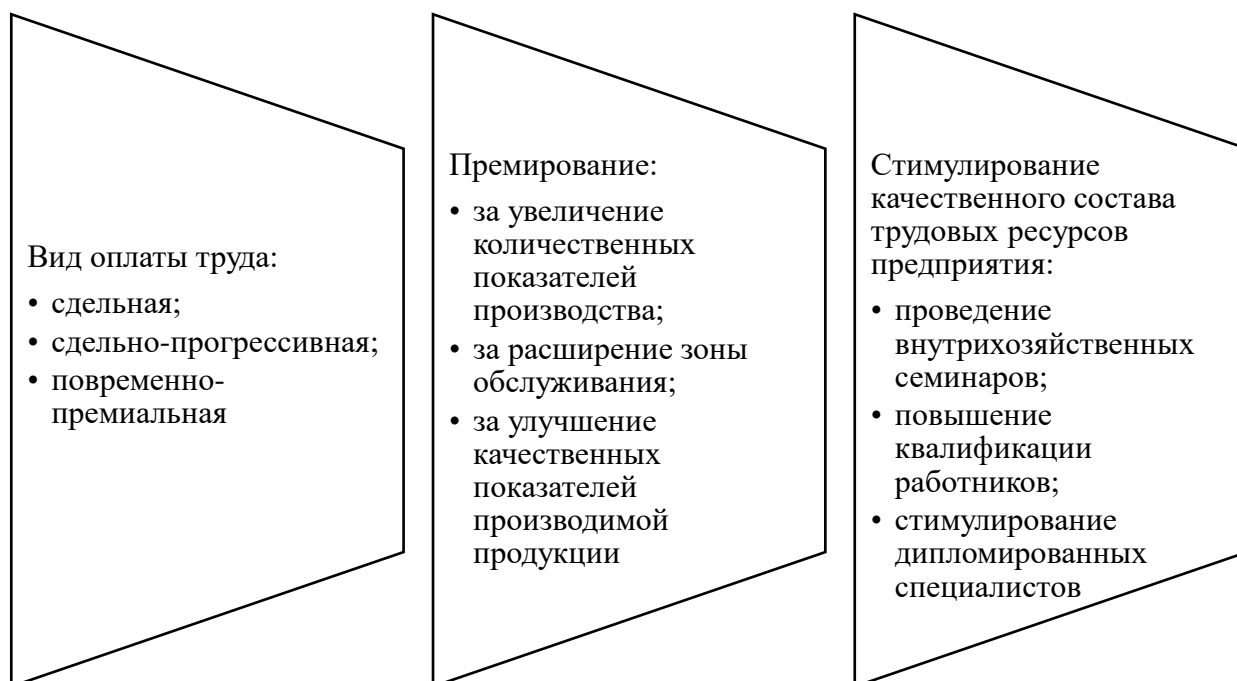 Вид оплаты труда:
• сдельная;
• сдельно-прогрессивная;
• повременно-
премиальная
Премирование:
• за увеличение
количественных
показателей
производства;
• за расширение зоны
обслуживания;
• за улучшение
качественных
показателей
производимой
продукции
Стимулирование
качественного состава
трудовых ресурсов
предприятия:
• проведение
внутрихозяйственных
семинаров;
• повышение
квалификации
работников;
• стимулирование
дипломированных
специалистов